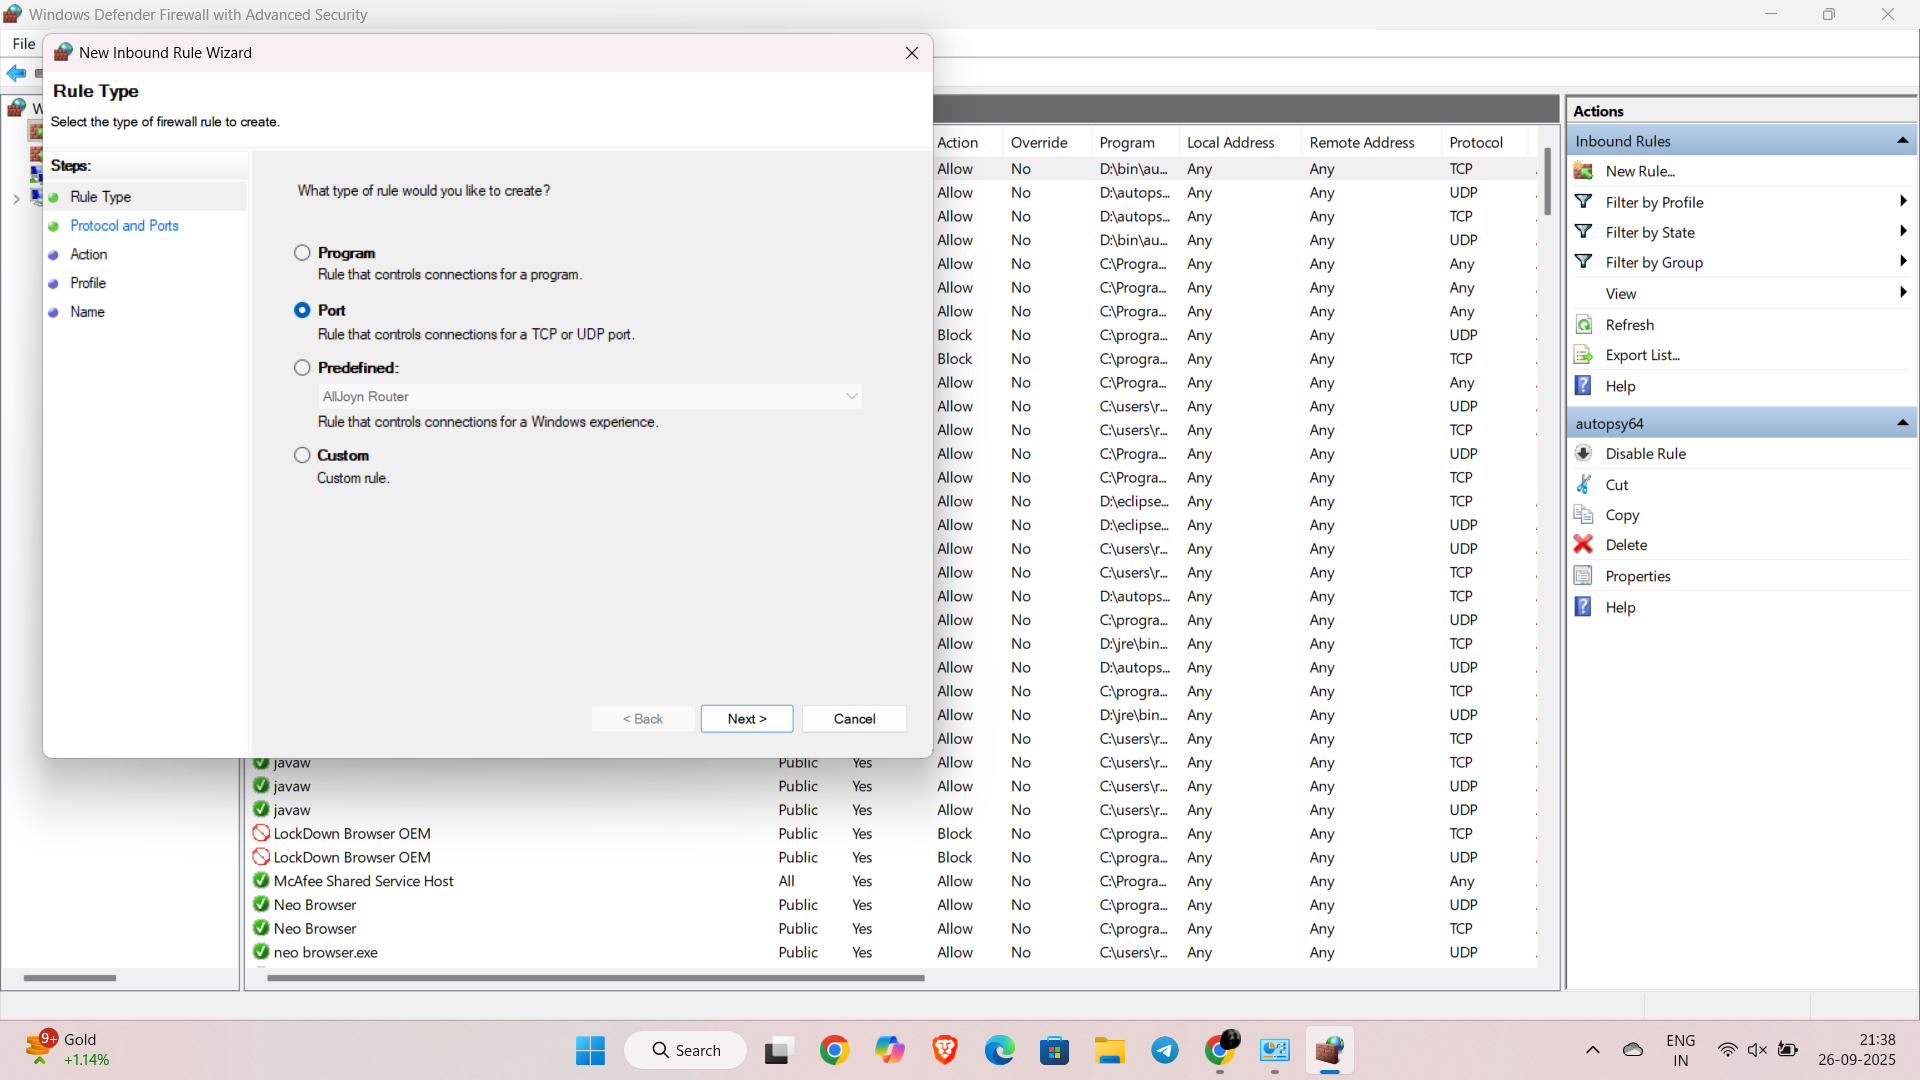 Windows Defender Firewall with Advanced Security
File
New Inbound Rule Wizard
Rule Type
Select the type of firewall rule to create.
Steps:
Rule Type
Protocol and Ports
Action
Profile
Name
What type of rule would you like to create?
Program
Rule that controls connections for a program.
Port
Rule that controls connections for a TCP or UDP port.
Predefined:
AllJoyn Router
Rule that controls connections for a Windows experience.
Custom
Custom rule.
< Back Next > Cancel
Action Override Program Local Address Remote Address Protocol
Allow No D:\bin\au... Any Any TCP
Allow No D:\autops... Any Any UDP
Allow No D:\autops... Any Any TCP
Allow No D:\bin\au... Any Any UDP
Allow No C:\Progra... Any Any Any
Allow No C:\Progra... Any Any Any
Allow No C:\Progra... Any Any Any
Block No C:\progra... Any Any UDP
Block No C:\progra... Any Any TCP
Allow No C:\Progra... Any Any Any
Allow No C:\users\r... Any Any UDP
Allow No C:\users\r... Any Any TCP
Allow No C:\Progra... Any Any UDP
Allow No C:\Progra... Any Any TCP
Allow No D:\eclipse... Any Any TCP
Allow No D:\eclipse... Any Any UDP
Allow No C:\users\r... Any Any UDP
Allow No C:\users\r... Any Any TCP
Allow No D:\autops... Any Any TCP
Allow No C:\progra... Any Any UDP
Allow No D:\jre\bin... Any Any TCP
Allow No D:\autops... Any Any UDP
Allow No C:\progra... Any Any TCP
Allow No D:\jre\bin... Any Any UDP
Allow No C:\users\r... Any Any TCP
javaw Public Yes Allow No C:\users\r... Any Any TCP
javaw Public Yes Allow No C:\users\r... Any Any UDP
javaw Public Yes Allow No C:\users\r... Any Any UDP
LockDown Browser OEM Public Yes Block No C:\progra... Any Any TCP
LockDown Browser OEM Public Yes Block No C:\progra... Any Any UDP
McAfee Shared Service Host All Yes Allow No C:\Progra... Any Any Any
Neo Browser Public Yes Allow No C:\progra... Any Any UDP
Neo Browser Public Yes Allow No C:\progra... Any Any TCP
neo browser.exe Public Yes Allow No C:\users\r... Any Any UDP
Actions
Inbound Rules
New Rule...
Filter by Profile
Filter by State
Filter by Group
View
Refresh
Export List...
Help
autopsy64
Disable Rule
Cut
Copy
Delete
Properties
Help
9+
Gold
+1.14%
Search
ENG
IN
21:38
26-09-2025